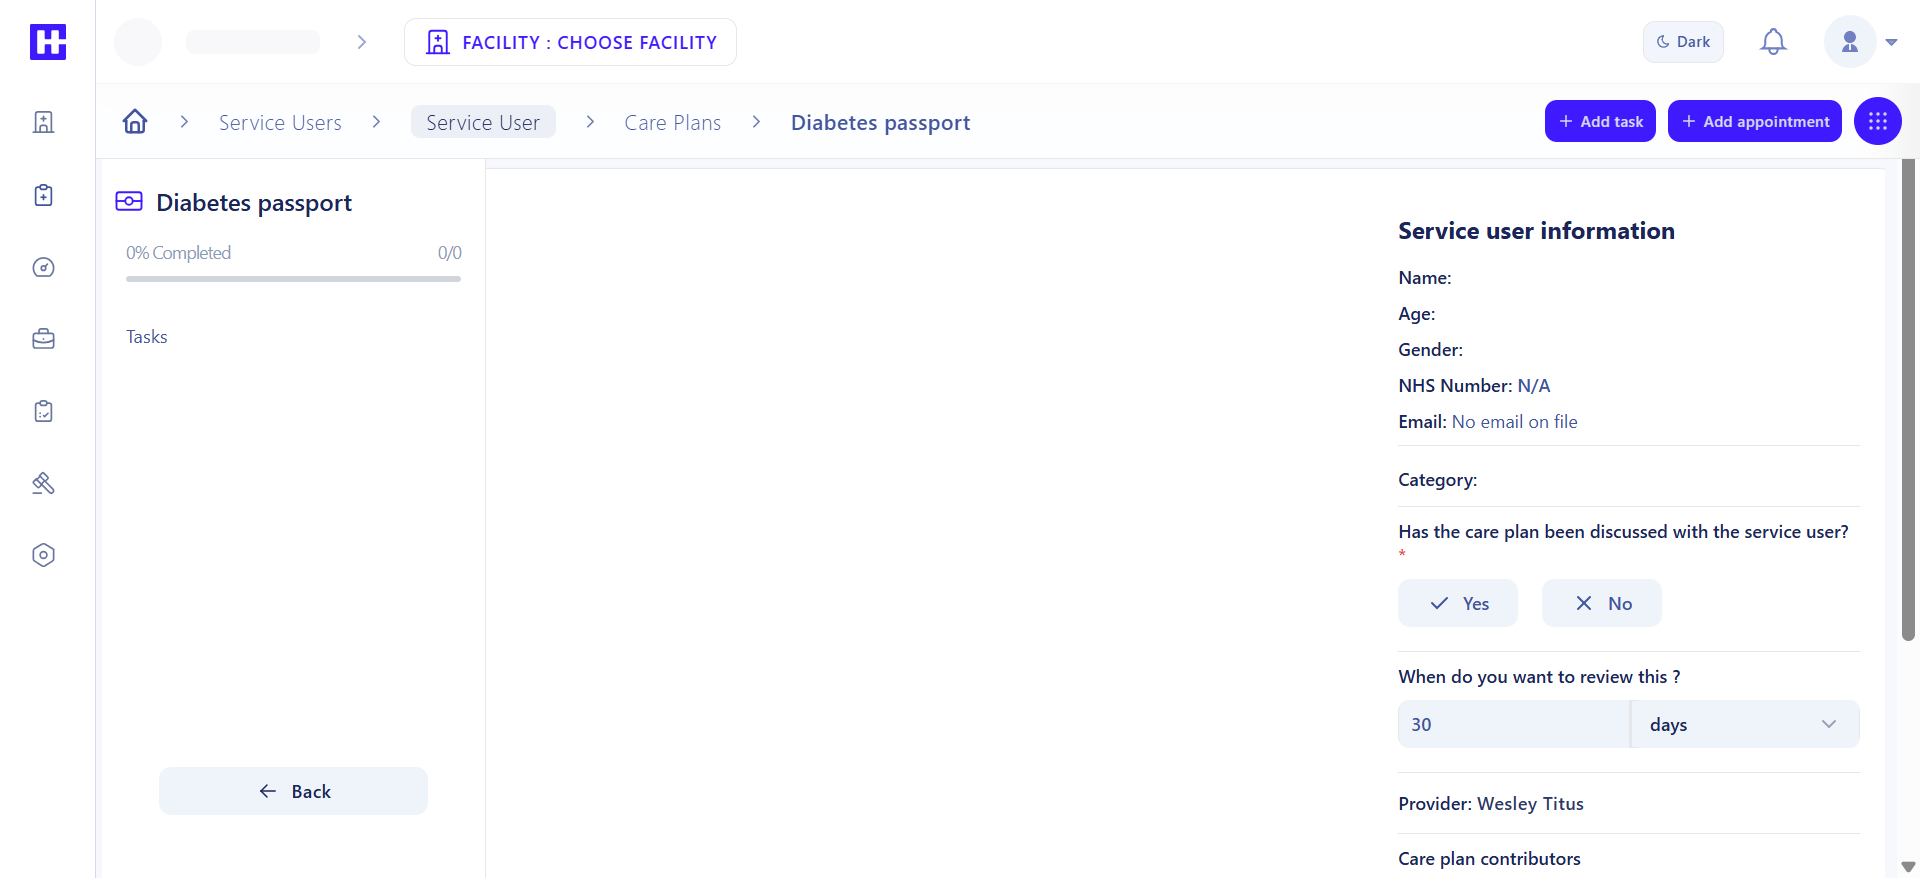 FACILITY : CHOOSE FACILITY
Dark
Service Users
Service User
Care Plans
Diabetes passport
+ Add task
+ Add appointment
Diabetes passport
0% Completed
0/0
Tasks
Back
Service user information
Name:
Age:
Gender:
NHS Number: N/A
Email: No email on file
Category:
Has the care plan been discussed with the service user?
*
Yes
No
When do you want to review this ?
30
days
Provider: Wesley Titus
Care plan contributors